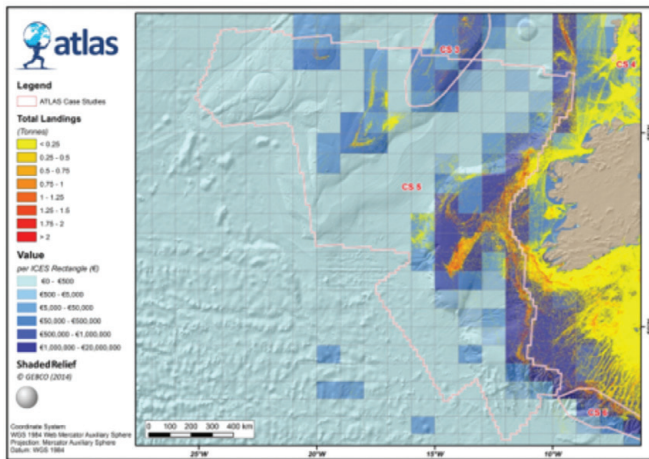 atlas
Legend
ATLAS Case Studies
Total Landings
(Tonnes)
< 0.25
0.25 - 0.5
0.5 - 0.75
0.75 - 1
1 - 1.25
1.25 - 1.5
1.75 - 2
> 2
Value
per ICES Rectangle (€)
€0 - €500
€500 - €5,000
€5,000 - €50,000
€50,000 - €500,000
€500,000 - €1,000,000
€1,000,000 - €20,000,000
Shaded Relief
© GEBCO (2014)
Coordinate System:
WGS 1984 Web Mercator Auxiliary Sphere
Projection: Mercator Auxiliary Sphere
Datum: WGS 1984
CS 3
CS 4
CS 5
0 100 200 300 400
km
25°W
20°W
15°W
10°W